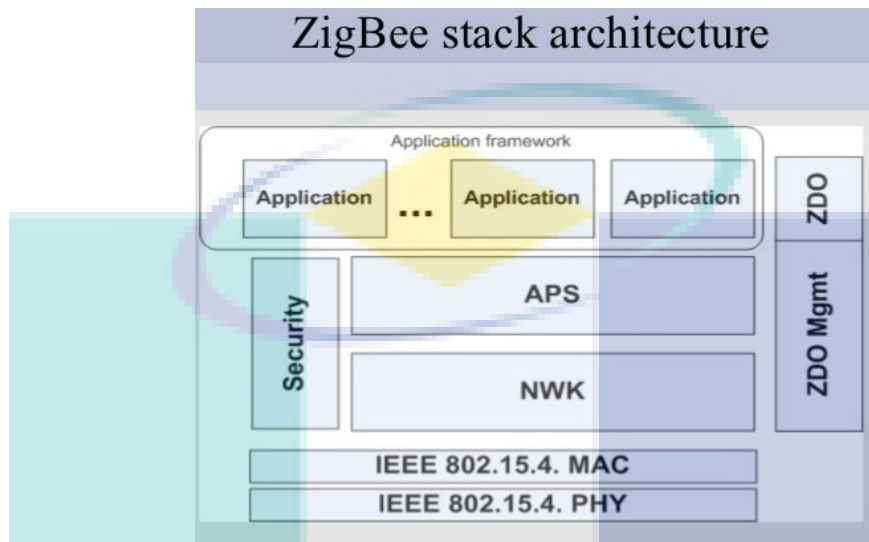 ZigBee stack architecture
Application framework
Application
...
Application
Application
ZDO
Security
APS
ZDO Mgmt
NWK
IEEE 802.15.4. MAC
IEEE 802.15.4. PHY